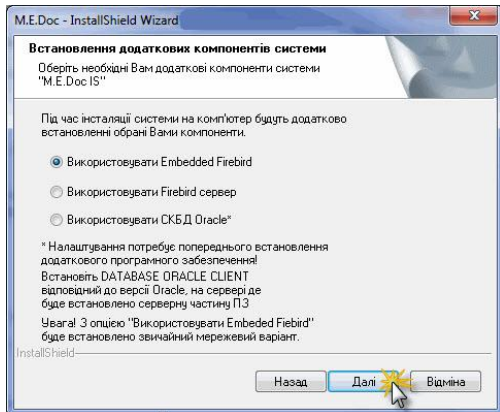 M.E.Doc - InstallShield Wizard
Встановлення додаткових компонентів системи
Оберіть необхідні Вам додаткові компоненти системи
"M.E.Doc IS"
Під час інсталяції системи на комп'ютер будуть додатково
встановленні обрані Вами компоненти.
Використовувати Embedded Firebird
Використовувати Firebird сервер
Використовувати СКБД Oracle*
* Налаштування потребує попереднього встановлення
додаткового програмного забезпечення!
Встановіть DATABASE ORACLE CLIENT
відповідний до версії Oracle, на сервері де
буде встановлено серверну частину ПЗ
Увага! З опцією "Використовувати Embeded Fiebird"
буде встановлено звичайний мережевий варіант.
InstallShield
Назад Далі Відміна